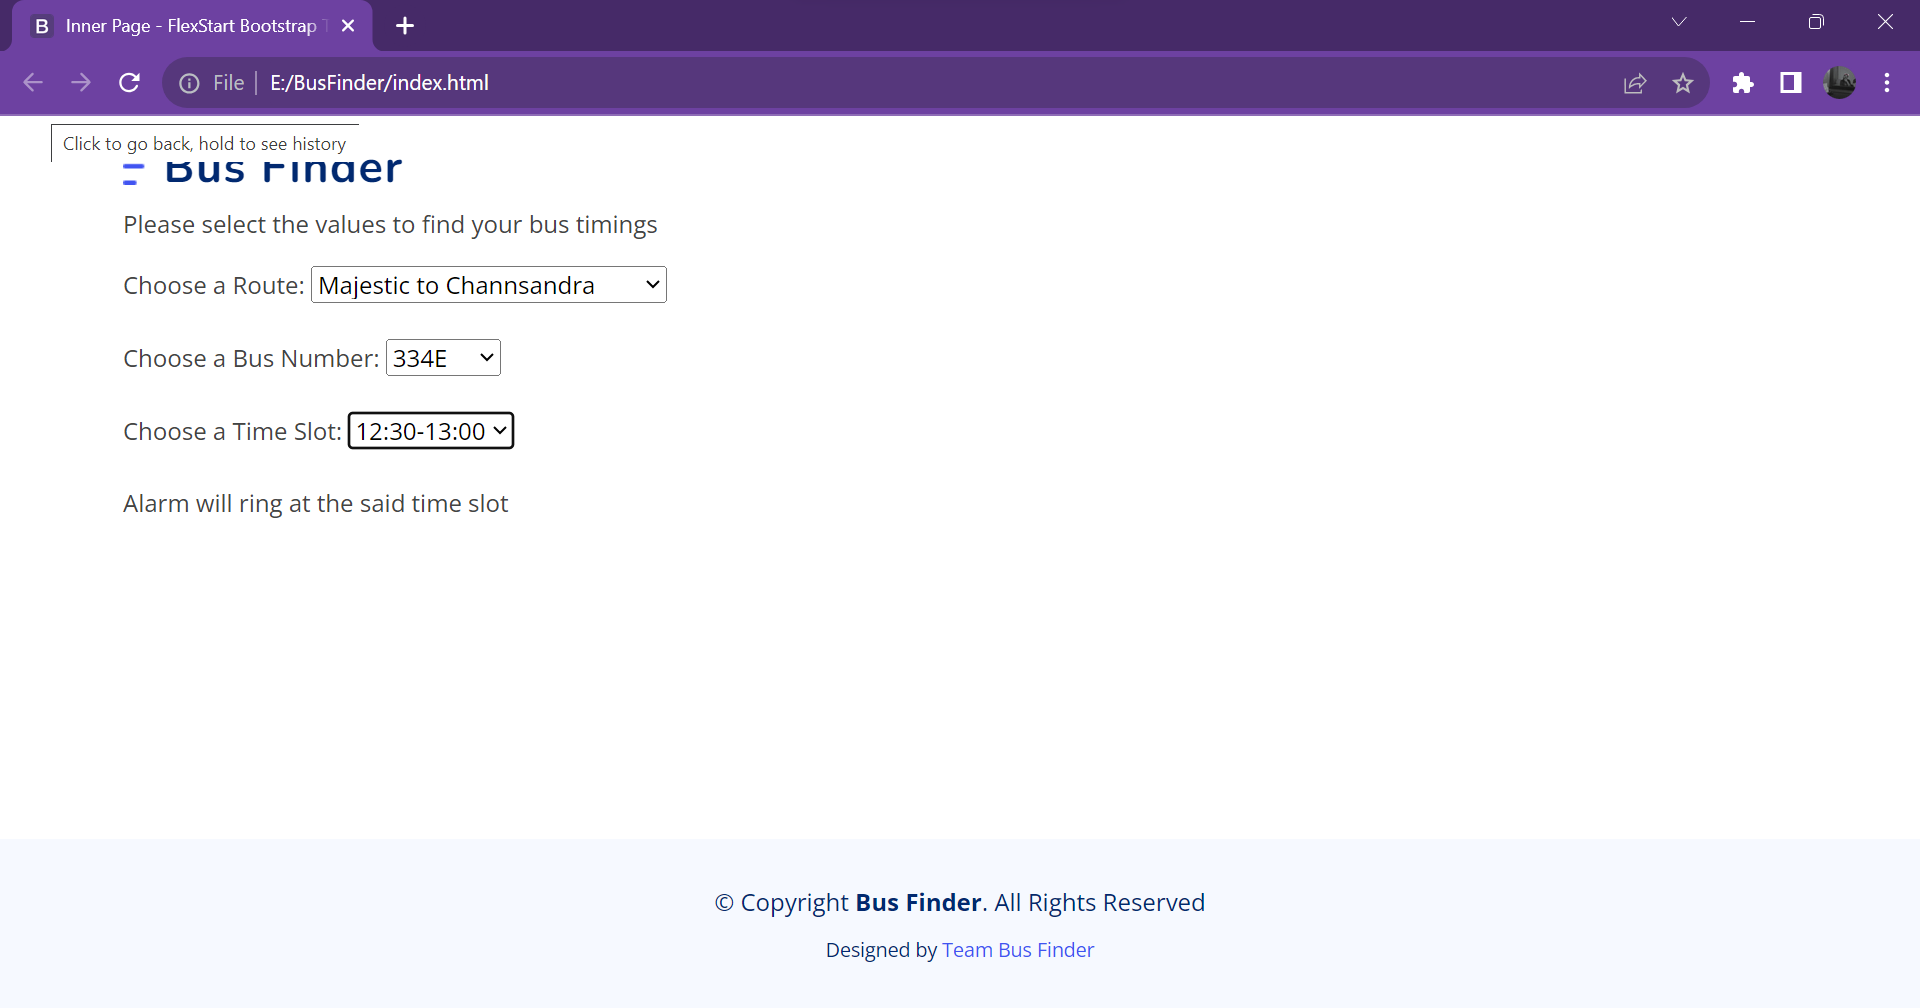 B Inner Page - FlexStart Bootstrap
File E:/BusFinder/index.html
Click to go back, hold to see history
Bus Finder
Please select the values to find your bus timings
Choose a Route: Majestic to Channsandra
Choose a Bus Number: 334E
Choose a Time Slot: 12:30-13:00
Alarm will ring at the said time slot
© Copyright Bus Finder. All Rights Reserved
Designed by Team Bus Finder